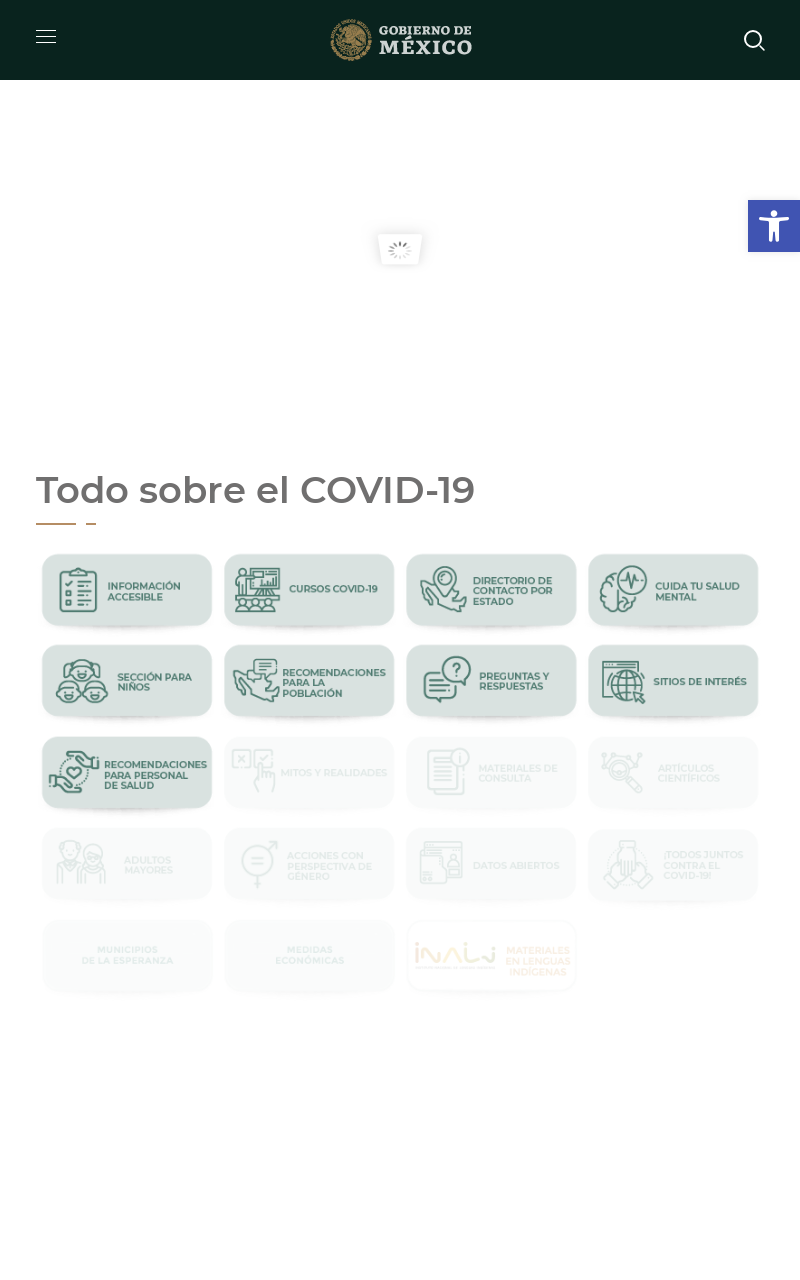 GOBIERNO DE
MÉXICO
Todo sobre el COVID-19
INFORMACIÓN
ACCESIBLE
CURSOS COVID-19
DIRECTORIO DE
CONTACTO POR
ESTADO
CUIDA TU SALUD
MENTAL
SECCIÓN PARA
NIÑOS
RECOMENDACIONES
PARA LA
POBLACIÓN
PREGUNTAS Y
RESPUESTAS
SITIOS DE INTERÉS
RECOMENDACIONES
PARA PERSONAL
DE SALUD
MITOS Y REALIDADES
MATERIALES DE
CONSULTA
ARTÍCULOS
CIENTÍFICOS
ADULTOS
MAYORES
ACCIONES CON
PERSPECTIVA DE
GÉNERO
DATOS ABIERTOS
¡TODOS JUNTOS
CONTRA EL
COVID-19!
MUNICIPIOS
DE LA ESPERANZA
MEDIDAS
ECONÓMICAS
INALI
MATERIALES
EN LENGUAS
INDÍGENAS